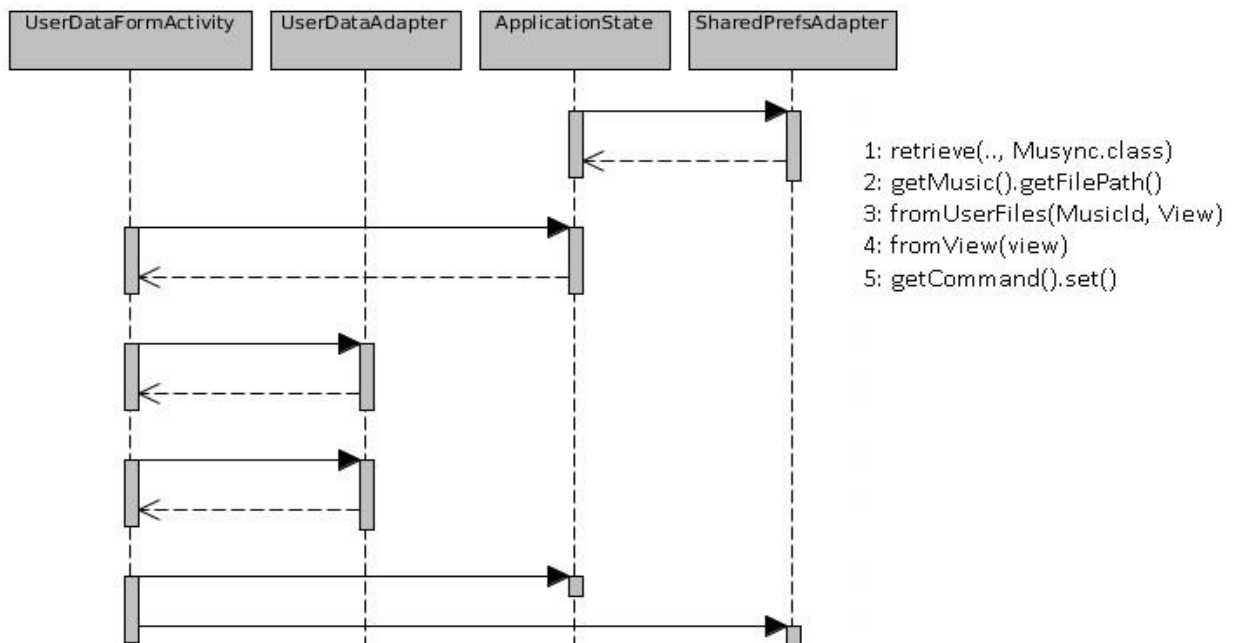 UserDataFormActivity
UserDataAdapter
ApplicationState
SharedPrefsAdapter
1: retrieve(.., Musync.class)
2: getMusic().getFilePath()
3: fromUserFiles(MusicId, View)
4: fromView(view)
5: getCommand().set()